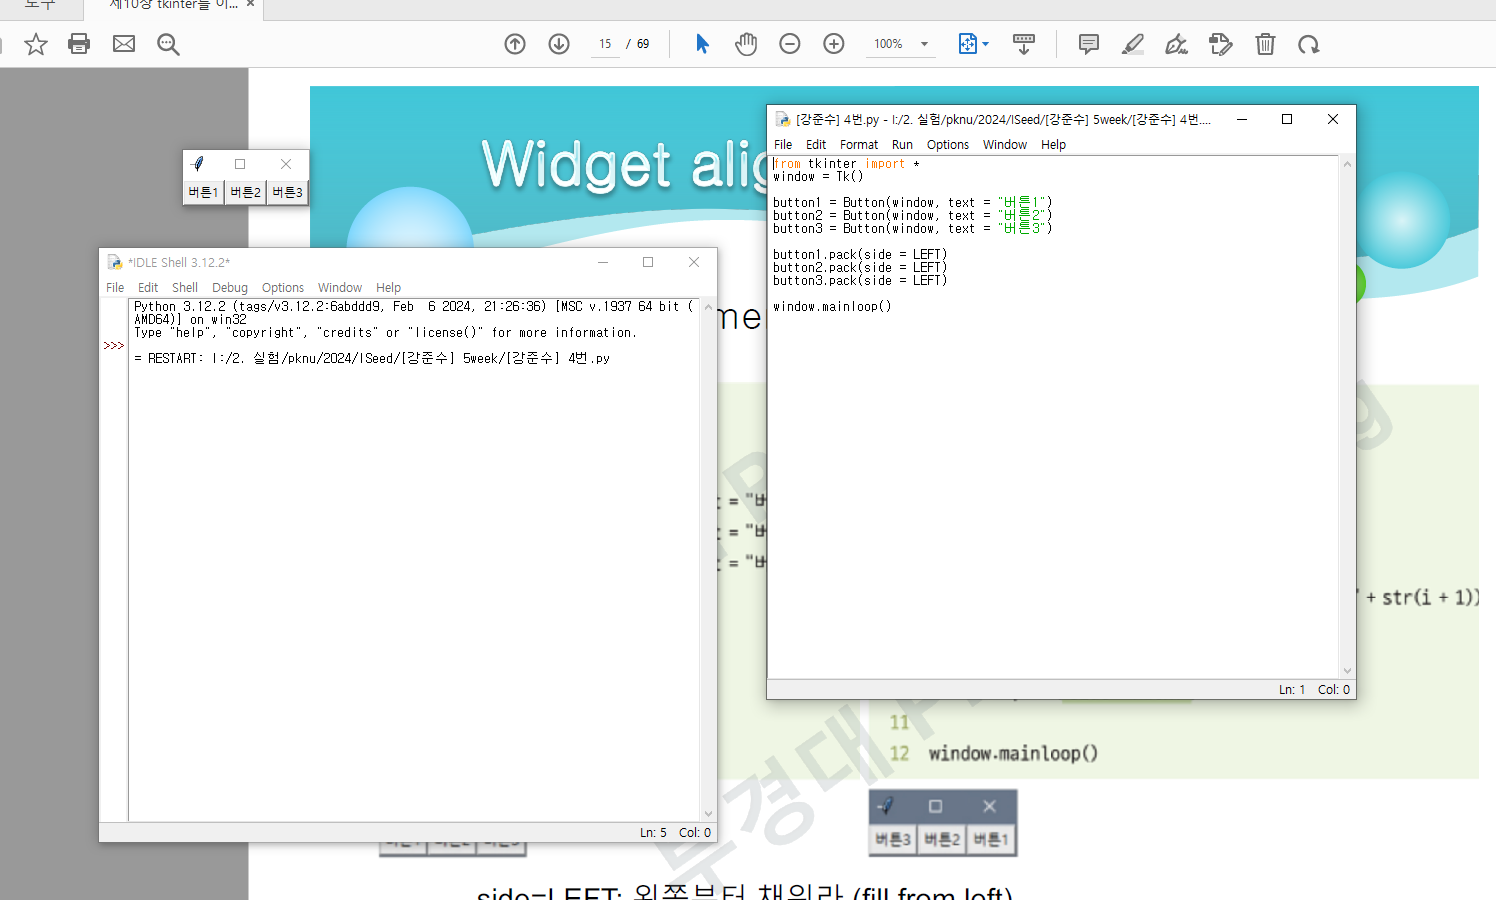 도구
제10장 tkinter를 이...
15 / 69
100%
Widget alig
버튼1 버튼2 버튼3
*IDLE Shell 3.12.2*
File Edit Shell Debug Options Window Help
Python 3.12.2 (tags/v3.12.2:6abddd9, Feb  6 2024, 21:26:36) [MSC v.1937 64 bit (
AMD64)] on win32
Type "help", "copyright", "credits" or "license()" for more information.
>>>
= RESTART: I:/2. 실험/pknu/2024/ISeed/[강준수] 5week/[강준수] 4번.py
Ln: 5 Col: 0
[강준수] 4번.py - I:/2. 실험/pknu/2024/ISeed/[강준수] 5week/[강준수] 4번....
File Edit Format Run Options Window Help
from tkinter import *
window = Tk()
button1 = Button(window, text = "버튼1")
button2 = Button(window, text = "버튼2")
button3 = Button(window, text = "버튼3")
button1.pack(side = LEFT)
button2.pack(side = LEFT)
button3.pack(side = LEFT)
window.mainloop()
Ln: 1 Col: 0
= "버
= "버
= "버
" + str(i + 1))
11
12 window.mainloop()
버튼3 버튼2 버튼1
부경대
side=LEFT: 왼쪽부터 채워라 (fill from left)